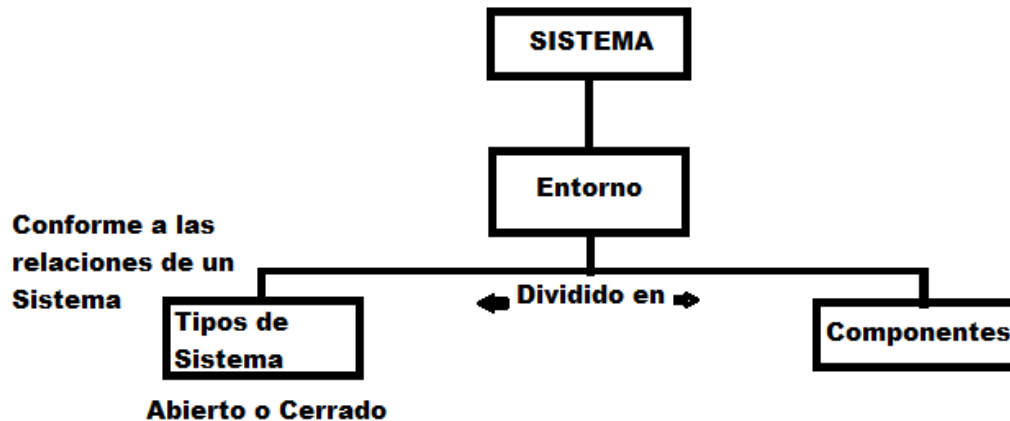 SISTEMA
Entorno
Conforme a las
relaciones de un
Sistema
Dividido en
Tipos de
Sistema
Componentes
Abierto o Cerrado